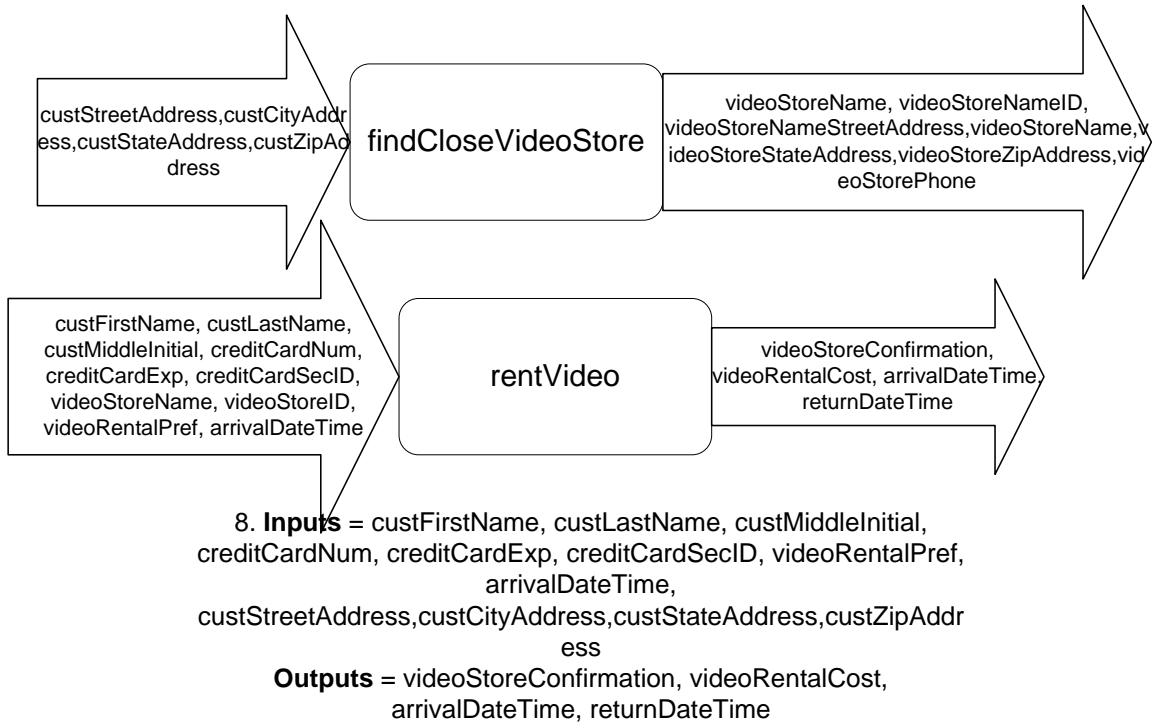 custStreetAddress,custCityAddr
ess,custStateAddress,custZipAd
dress
findCloseVideoStore
videoStoreName, videoStoreNameID,
videoStoreNameStreetAddress,videoStoreName,v
ideoStoreStateAddress,videoStoreZipAddress,vid
eoStorePhone
custFirstName, custLastName,
custMiddleInitial, creditCardNum,
creditCardExp, creditCardSecID,
videoStoreName, videoStoreID,
videoRentalPref, arrivalDateTime
rentVideo
videoStoreConfirmation,
videoRentalCost, arrivalDateTime,
returnDateTime
8. Inputs = custFirstName, custLastName, custMiddleInitial,
creditCardNum, creditCardExp, creditCardSecID, videoRentalPref,
arrivalDateTime,
custStreetAddress,custCityAddress,custStateAddress,custZipAddr
ess
Outputs = videoStoreConfirmation, videoRentalCost,
arrivalDateTime, returnDateTime